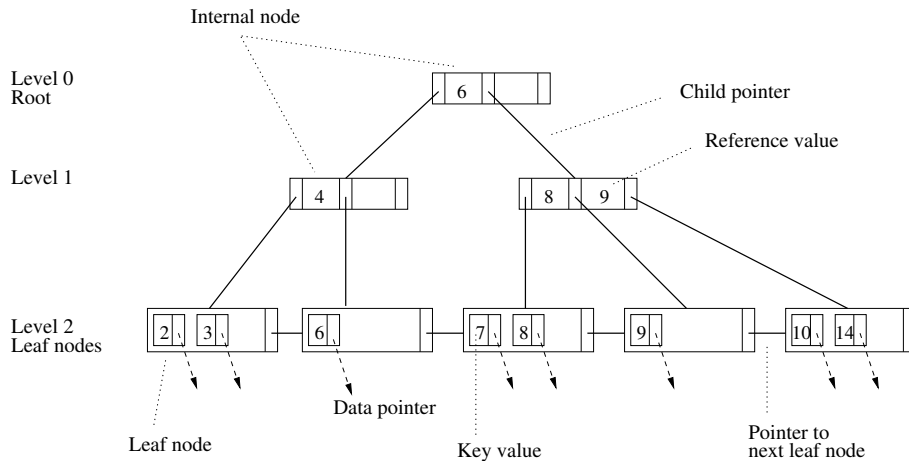 Internal node
Level 0
Root
6
Child pointer
Reference value
Level 1
4
8 9
Level 2
Leaf nodes
2 3 6 7 8 9 10 14
Data pointer
Leaf node
Key value
Pointer to
next leaf node